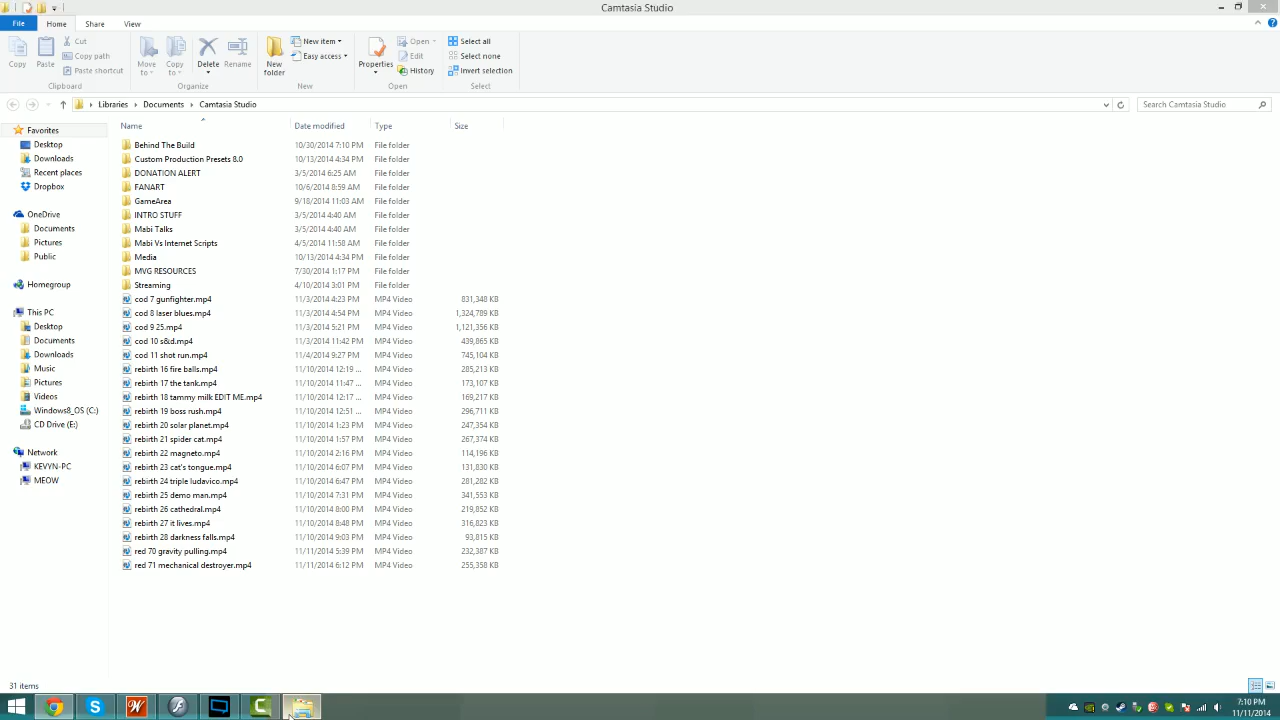 Camtasia Studio
File Home Share View
Copy Paste Cut Copy path Paste shortcut Move to Copy to Delete Rename New folder New item Easy access Properties Open Edit History Select all Select none Invert selection
Clipboard Organize New Open Select
Libraries Documents Camtasia Studio Search Camtasia Studio
Name Date modified Type Size
Favorites
Desktop
Downloads
Recent places
Dropbox
OneDrive
Documents
Pictures
Public
Homegroup
This PC
Desktop
Documents
Downloads
Music
Pictures
Videos
Windows8_OS (C:)
CD Drive (E:)
Network
KEVYN-PC
MEOW
Behind The Build 10/30/2014 7:10 PM File folder
Custom Production Presets 8.0 10/13/2014 4:34 PM File folder
DONATION ALERT 3/5/2014 6:25 AM File folder
FANART 10/6/2014 8:59 AM File folder
GameArea 9/18/2014 11:03 AM File folder
INTRO STUFF 3/5/2014 4:40 AM File folder
Mabi Talks 3/5/2014 4:40 AM File folder
Mabi Vs Internet Scripts 4/5/2014 11:58 AM File folder
Media 10/13/2014 4:34 PM File folder
MVG RESOURCES 7/30/2014 1:17 PM File folder
Streaming 4/10/2014 3:01 PM File folder
cod 7 gunfighter.mp4 11/3/2014 4:23 PM MP4 Video 831,348 KB
cod 8 laser blues.mp4 11/3/2014 4:54 PM MP4 Video 1,324,789 KB
cod 9 25.mp4 11/3/2014 5:21 PM MP4 Video 1,121,356 KB
cod 10 s&d.mp4 11/3/2014 11:42 PM MP4 Video 439,865 KB
cod 11 shot run.mp4 11/4/2014 9:27 PM MP4 Video 745,104 KB
rebirth 16 fire balls.mp4 11/10/2014 12:19 ... MP4 Video 285,213 KB
rebirth 17 the tank.mp4 11/10/2014 11:47 ... MP4 Video 173,107 KB
rebirth 18 tammy milk EDIT ME.mp4 11/10/2014 12:17 ... MP4 Video 169,217 KB
rebirth 19 boss rush.mp4 11/10/2014 12:51 ... MP4 Video 296,711 KB
rebirth 20 solar planet.mp4 11/10/2014 1:23 PM MP4 Video 247,354 KB
rebirth 21 spider cat.mp4 11/10/2014 1:57 PM MP4 Video 267,374 KB
rebirth 22 magneto.mp4 11/10/2014 2:16 PM MP4 Video 114,196 KB
rebirth 23 cat's tongue.mp4 11/10/2014 6:07 PM MP4 Video 131,830 KB
rebirth 24 triple ludavico.mp4 11/10/2014 6:47 PM MP4 Video 281,282 KB
rebirth 25 demo man.mp4 11/10/2014 7:31 PM MP4 Video 341,553 KB
rebirth 26 cathedral.mp4 11/10/2014 8:00 PM MP4 Video 219,852 KB
rebirth 27 it lives.mp4 11/10/2014 8:48 PM MP4 Video 316,823 KB
rebirth 28 darkness falls.mp4 11/10/2014 9:03 PM MP4 Video 93,815 KB
red 70 gravity pulling.mp4 11/11/2014 5:39 PM MP4 Video 232,387 KB
red 71 mechanical destroyer.mp4 11/11/2014 6:12 PM MP4 Video 255,358 KB
31 items
7:10 PM
11/11/2014